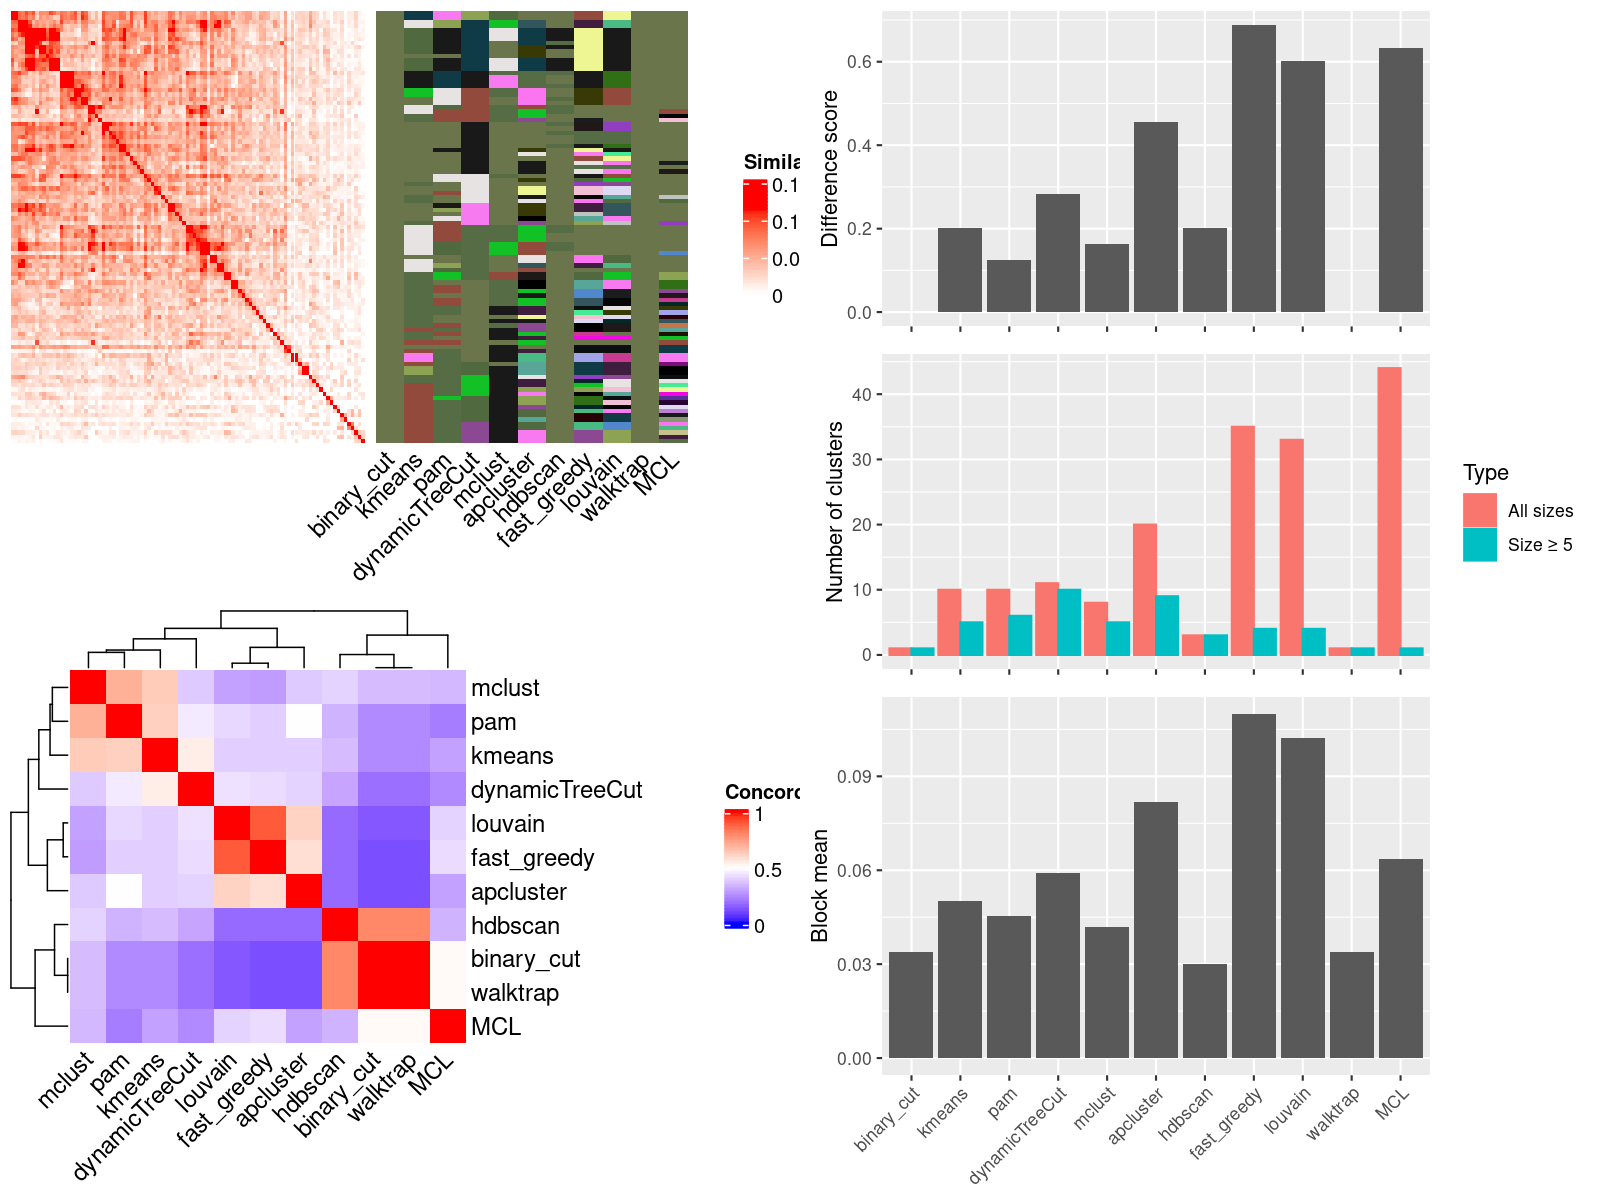 Simila
0.1
0.1
0.0
0
binary_cut
kmeans
pam
dynamicTreeCut
mclust
apcluster
hdbscan
fast_greedy
louvain
walktrap
MCL
mclust
pam
kmeans
dynamicTreeCut
louvain
fast_greedy
apcluster
hdbscan
binary_cut
walktrap
MCL
Concord
1
0.5
0
mclust
pam
kmeans
dynamicTreeCut
louvain
fast_greedy
apcluster
hdbscan
binary_cut
walktrap
MCL
Difference score
0.6
0.4
0.2
0.0
Number of clusters
40
30
20
10
0
Type
All sizes
Size ≥ 5
Block mean
0.09
0.06
0.03
0.00
binary_cut
kmeans
pam
dynamicTreeCut
mclust
apcluster
hdbscan
fast_greedy
louvain
walktrap
MCL